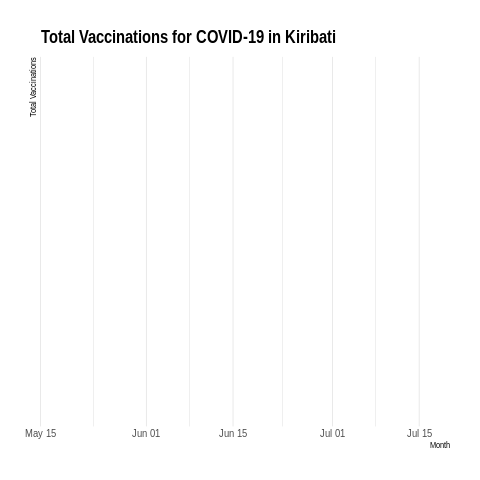 Total Vaccinations for COVID-19 in Kiribati
Total Vaccinations
May 15 Jun 01 Jun 15 Jul 01 Jul 15
Month